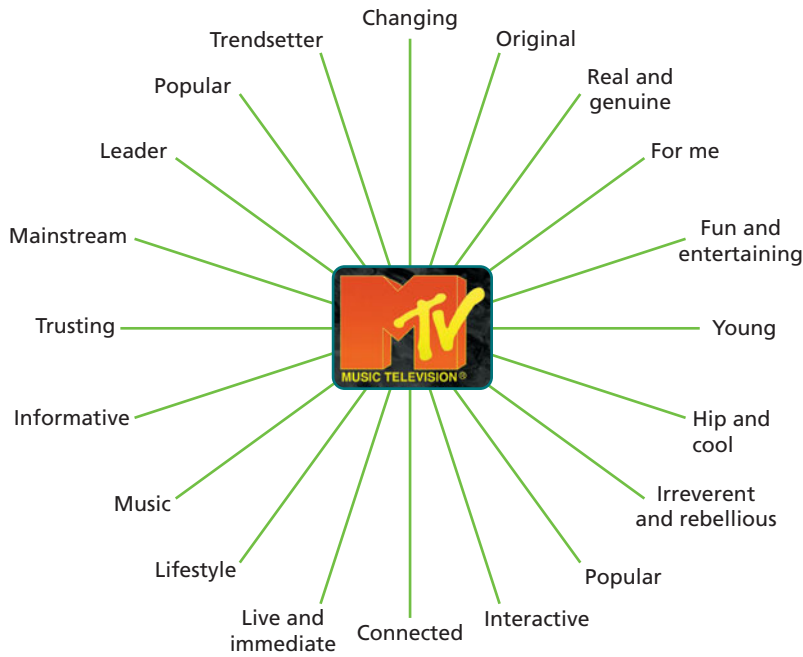 Changing
Trendsetter
Original
Popular
Real and
genuine
Leader
For me
Mainstream
Fun and
entertaining
Trusting
Young
MTV
MUSIC TELEVISION®
Informative
Hip and
cool
Music
Irreverent
and rebellious
Lifestyle
Popular
Live and
immediate
Connected
Interactive